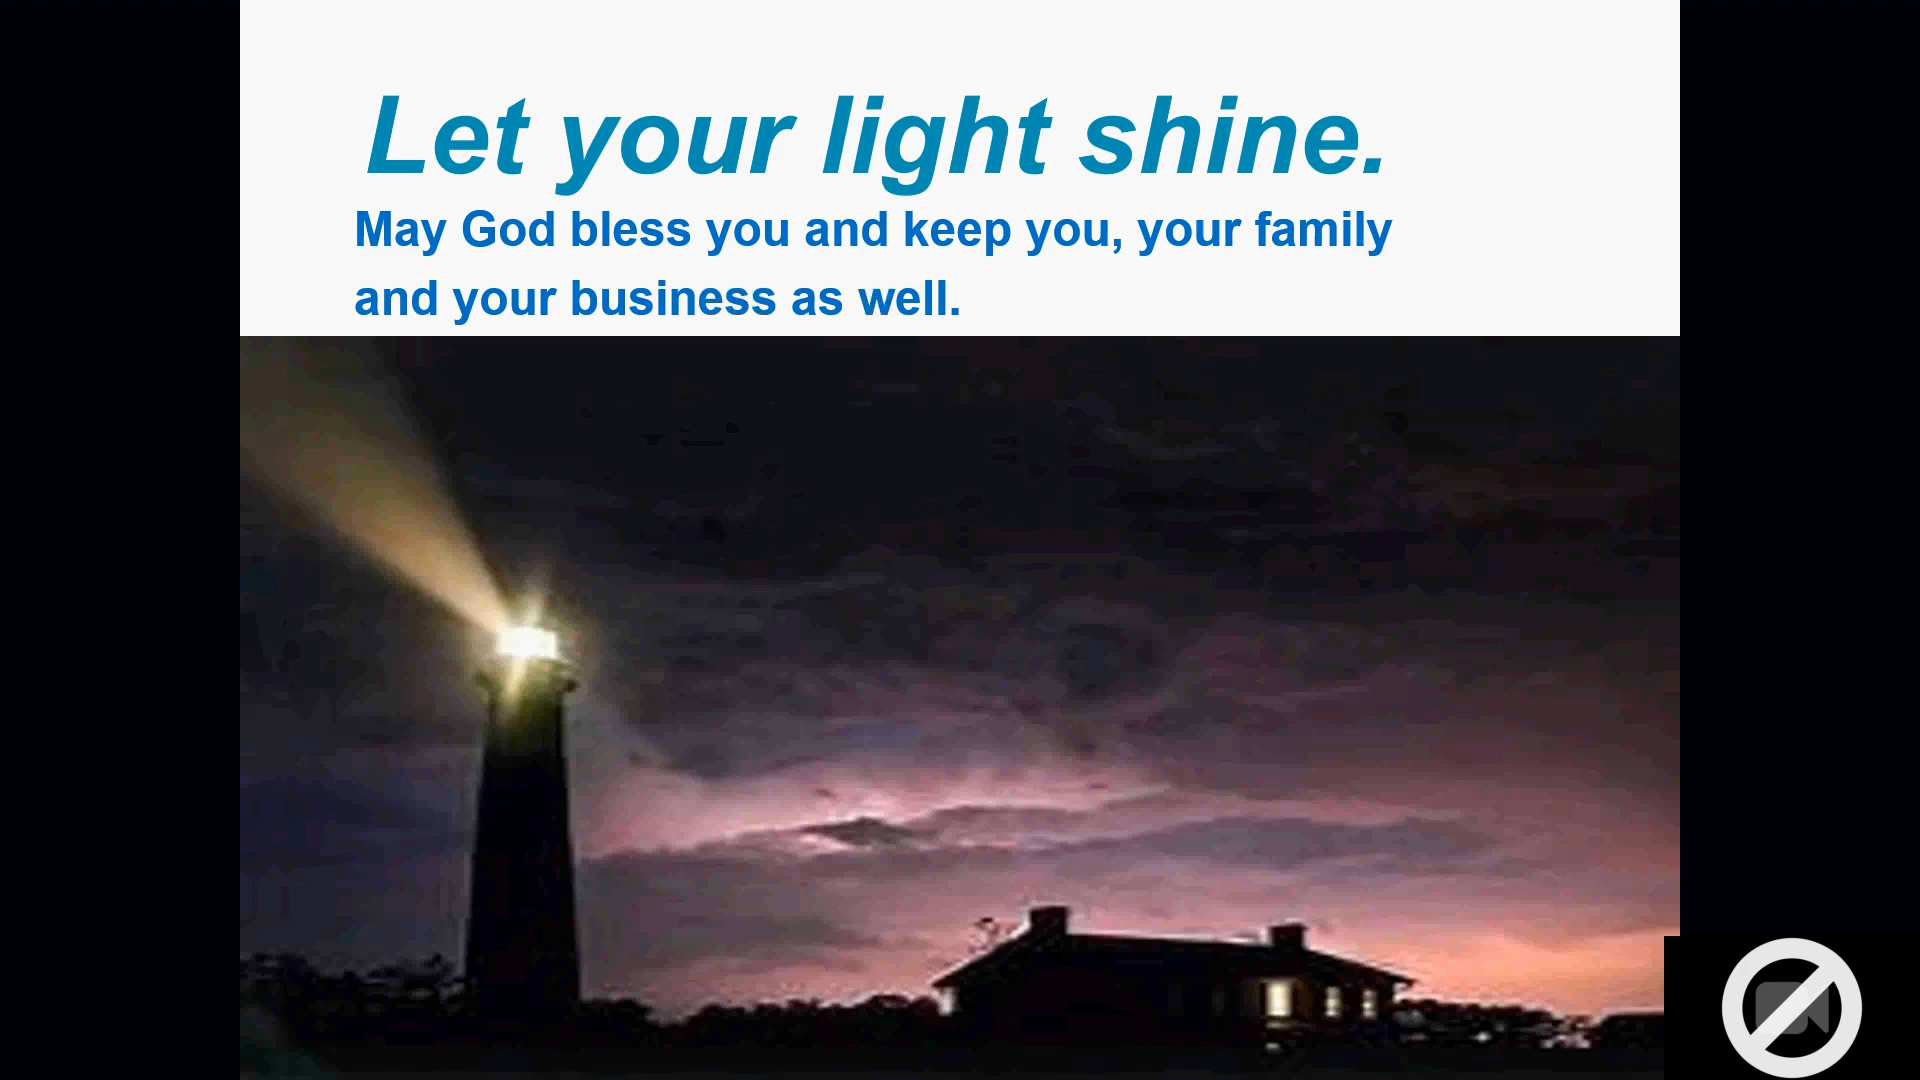 Let your light shine.
May God bless you and keep you, your family
and your business as well.